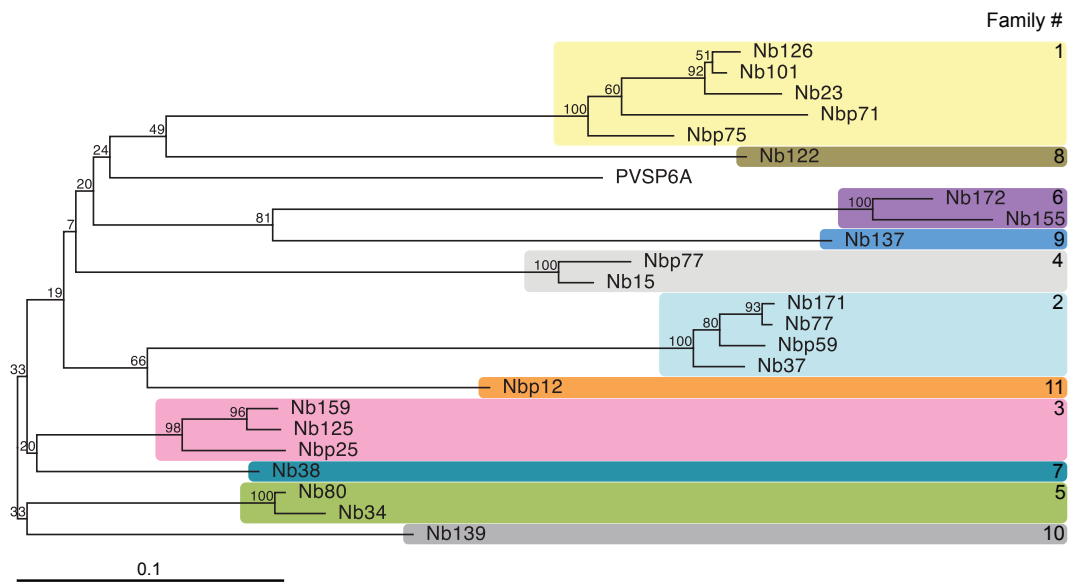 Family #
Nb126 1
51
Nb101
92
Nb23
60
Nbp71
100
Nbp75
49
Nb122 8
24
PVSP6A
20
Nb172 6
100
Nb155
81
Nb137 9
7
Nbp77 4
100
Nb15
19
Nb171 2
93
Nb77
80
Nbp59
100
Nb37
66
Nbp12 11
33
Nb159 3
96
Nb125
98
Nbp25
20
Nb38 7
Nb80 5
100
Nb34
33
Nb139 10
0.1